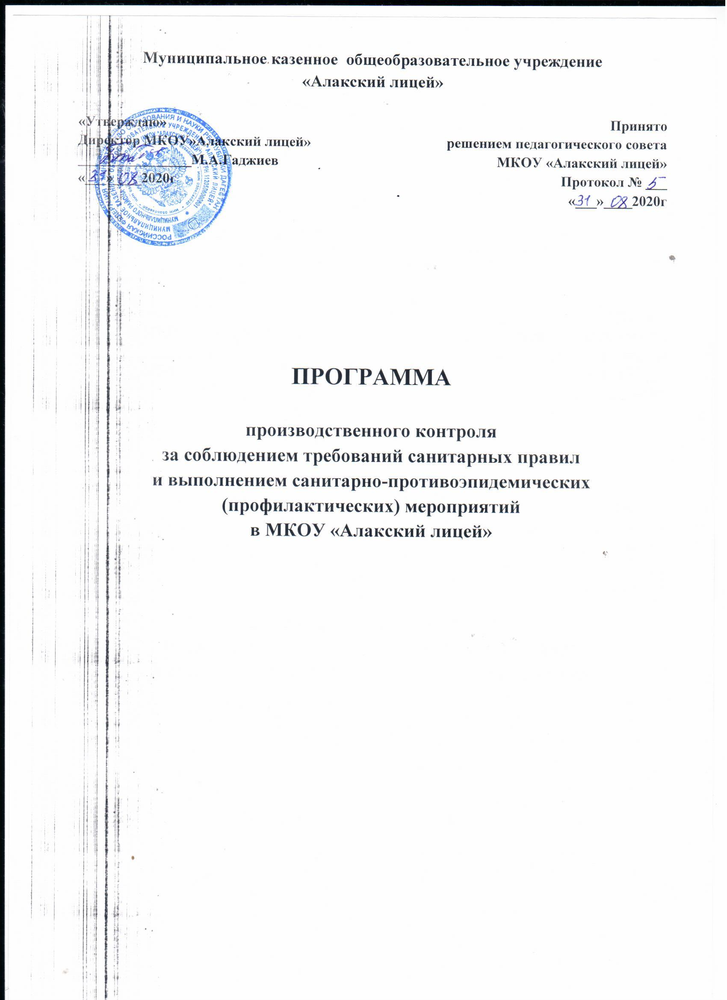 Муниципальное казенное общеобразовательное учреждение
«Алакский лицей»
«Утверждаю»
Директор МКОУ»Алакский лицей»
М.А.Гаджиев
«31» 08 2020г
Принято
решением педагогического совета
МКОУ «Алакский лицей»
Протокол № 5
«31» 08 2020г
ПРОГРАММА
производственного контроля
за соблюдением требований санитарных правил
и выполнением санитарно-противоэпидемических
(профилактических) мероприятий
в МКОУ «Алакский лицей»